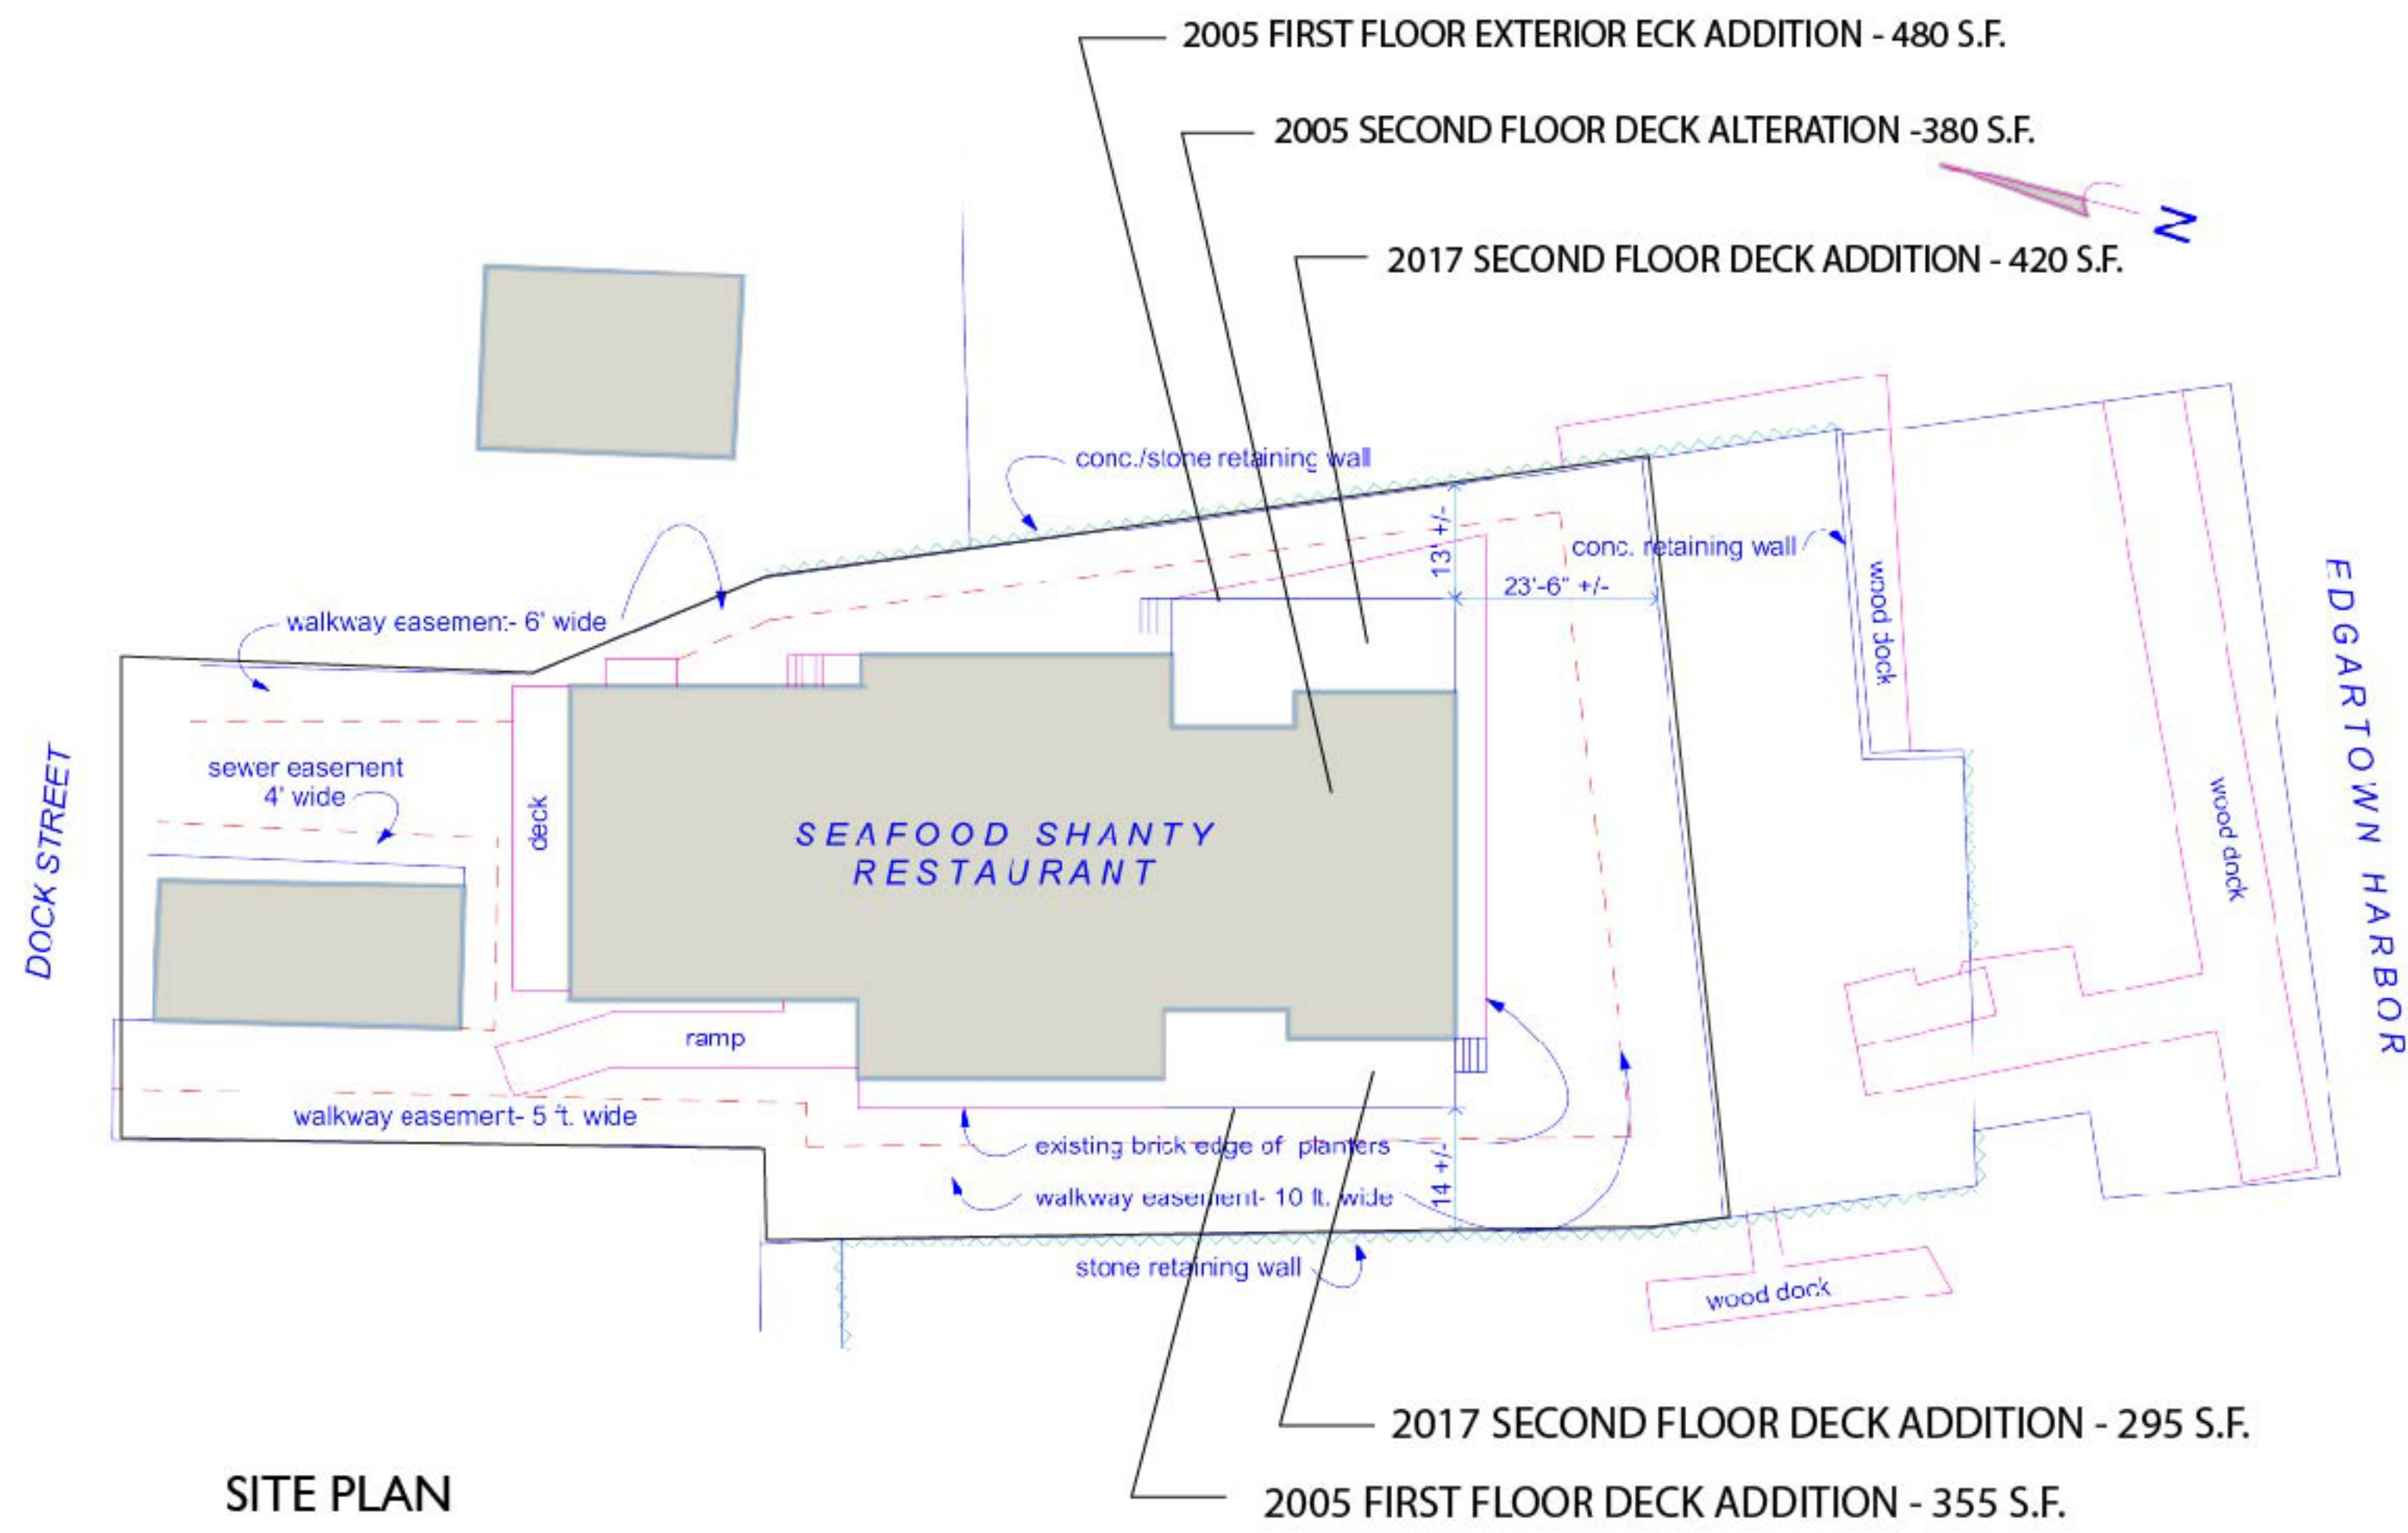 2005 FIRST FLOOR EXTERIOR ECK ADDITION - 480 S.F.
2005 SECOND FLOOR DECK ALTERATION -380 S.F.
N
2017 SECOND FLOOR DECK ADDITION - 420 S.F.
conc./stone retaining wall
13' +/-
conc. retaining wall
23'-6" +/-
wood dock
walkway easement- 6' wide
EDGARTOWN HARBOR
DOCK STREET
sewer easement
4' wide
deck
SEAFOOD SHANTY
RESTAURANT
wood dock
ramp
walkway easement- 5 ft. wide
existing brick edge of planters
walkway easement- 10 ft. wide
14 +/-
stone retaining wall
wood dock
2017 SECOND FLOOR DECK ADDITION - 295 S.F.
SITE PLAN
2005 FIRST FLOOR DECK ADDITION - 355 S.F.